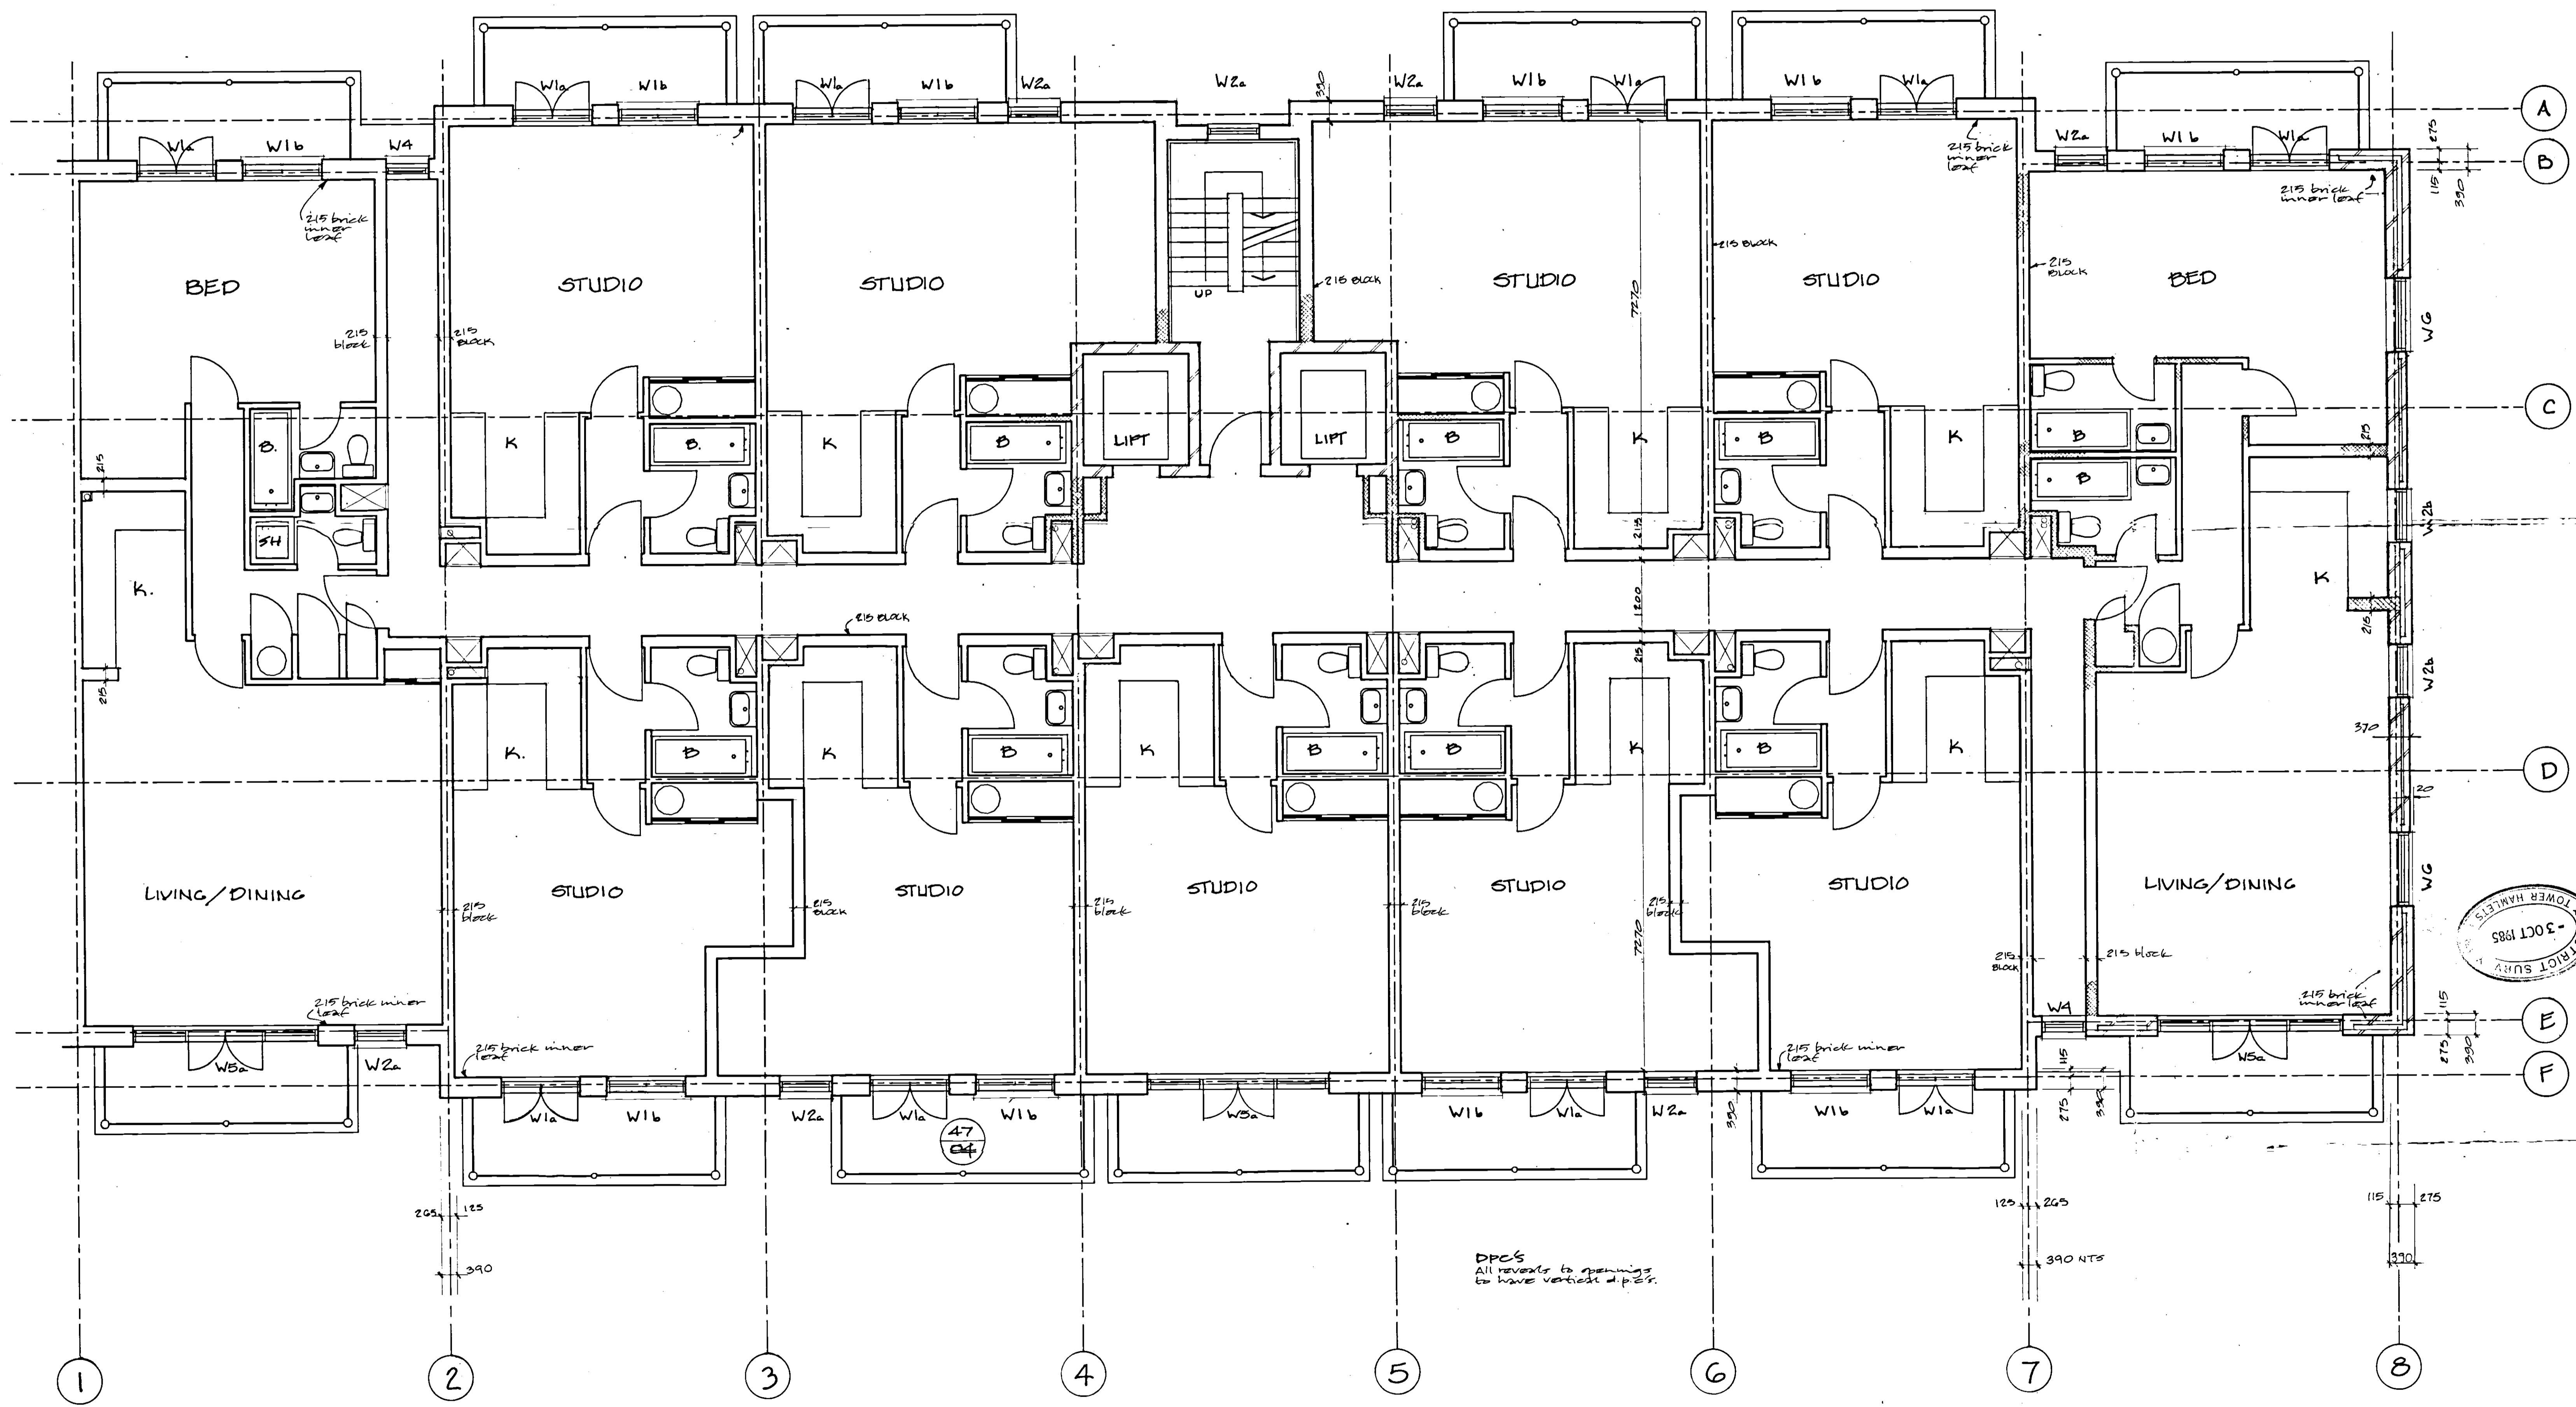 W1a
W1b
W1a
W1b
W2a
W2a
W2a
W1b
W1a
W1b
W1a
390
A
W1a
W1b
W4
W2a
W1b
W1a
275
B
115
390
215 brick
inner
leaf
215 brick
inner
leaf
215 brick
inner leaf
BED
STUDIO
STUDIO
UP
215 BLOCK
STUDIO
7270
215 BLOCK
STUDIO
215
BLOCK
BED
W6
215
block
215
BLOCK
C
B.
K
B.
K
B
LIFT
LIFT
B
K
B
K
B
215
215
B
W2b
SH
215
K.
K
1200
215 BLOCK
215
215
215
W2b
K.
B
K
B
K
B
B
K
B
K
370
D
20
LIVING/DINING
STUDIO
STUDIO
STUDIO
STUDIO
STUDIO
LIVING/DINING
W6
215
block
215
BLOCK
215
block
215
block
215
block
7270
215
BLOCK
215 block
TOWER HAMLETS
-3 OCT 1985
TRICT SURV
215 brick inner
leaf
215 brick
inner leaf
W4
115
E
275
390
W5a
W2a
215 brick inner
leaf
215 brick inner
leaf
115
W5a
F
W1a
W1b
W2a
W1a
W1b
W5a
W1b
W1a
W2a
390
W1b
W1a
275
390
47
04
265
125
125
265
115
275
390
390 NTS
390
DPC'S
All reveals to openings
to have vertical d.p.c's.
1
2
3
4
5
6
7
8